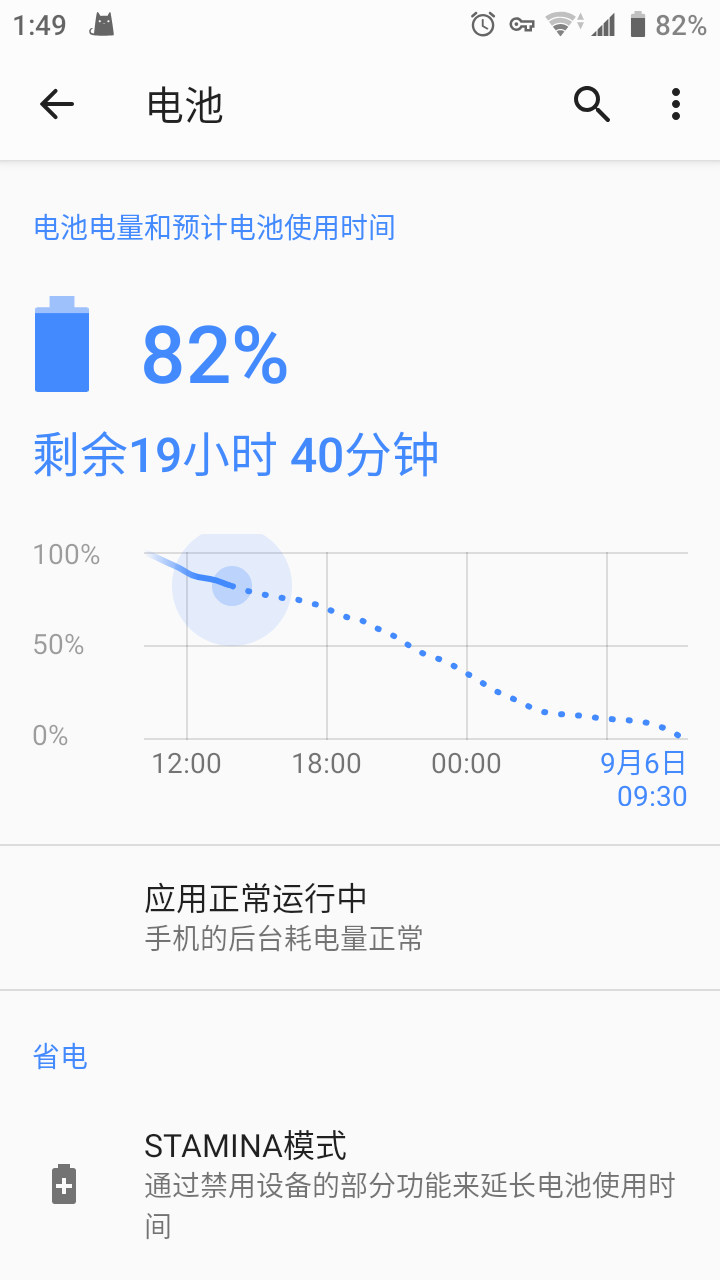 1:49 82%
电池
电池电量和预计电池使用时间
82%
剩余19小时 40分钟
100%
50%
0%
12:00 18:00 00:00 9月6日
09:30
应用正常运行中
手机的后台耗电量正常
省电
STAMINA模式
通过禁用设备的部分功能来延长电池使用时
间